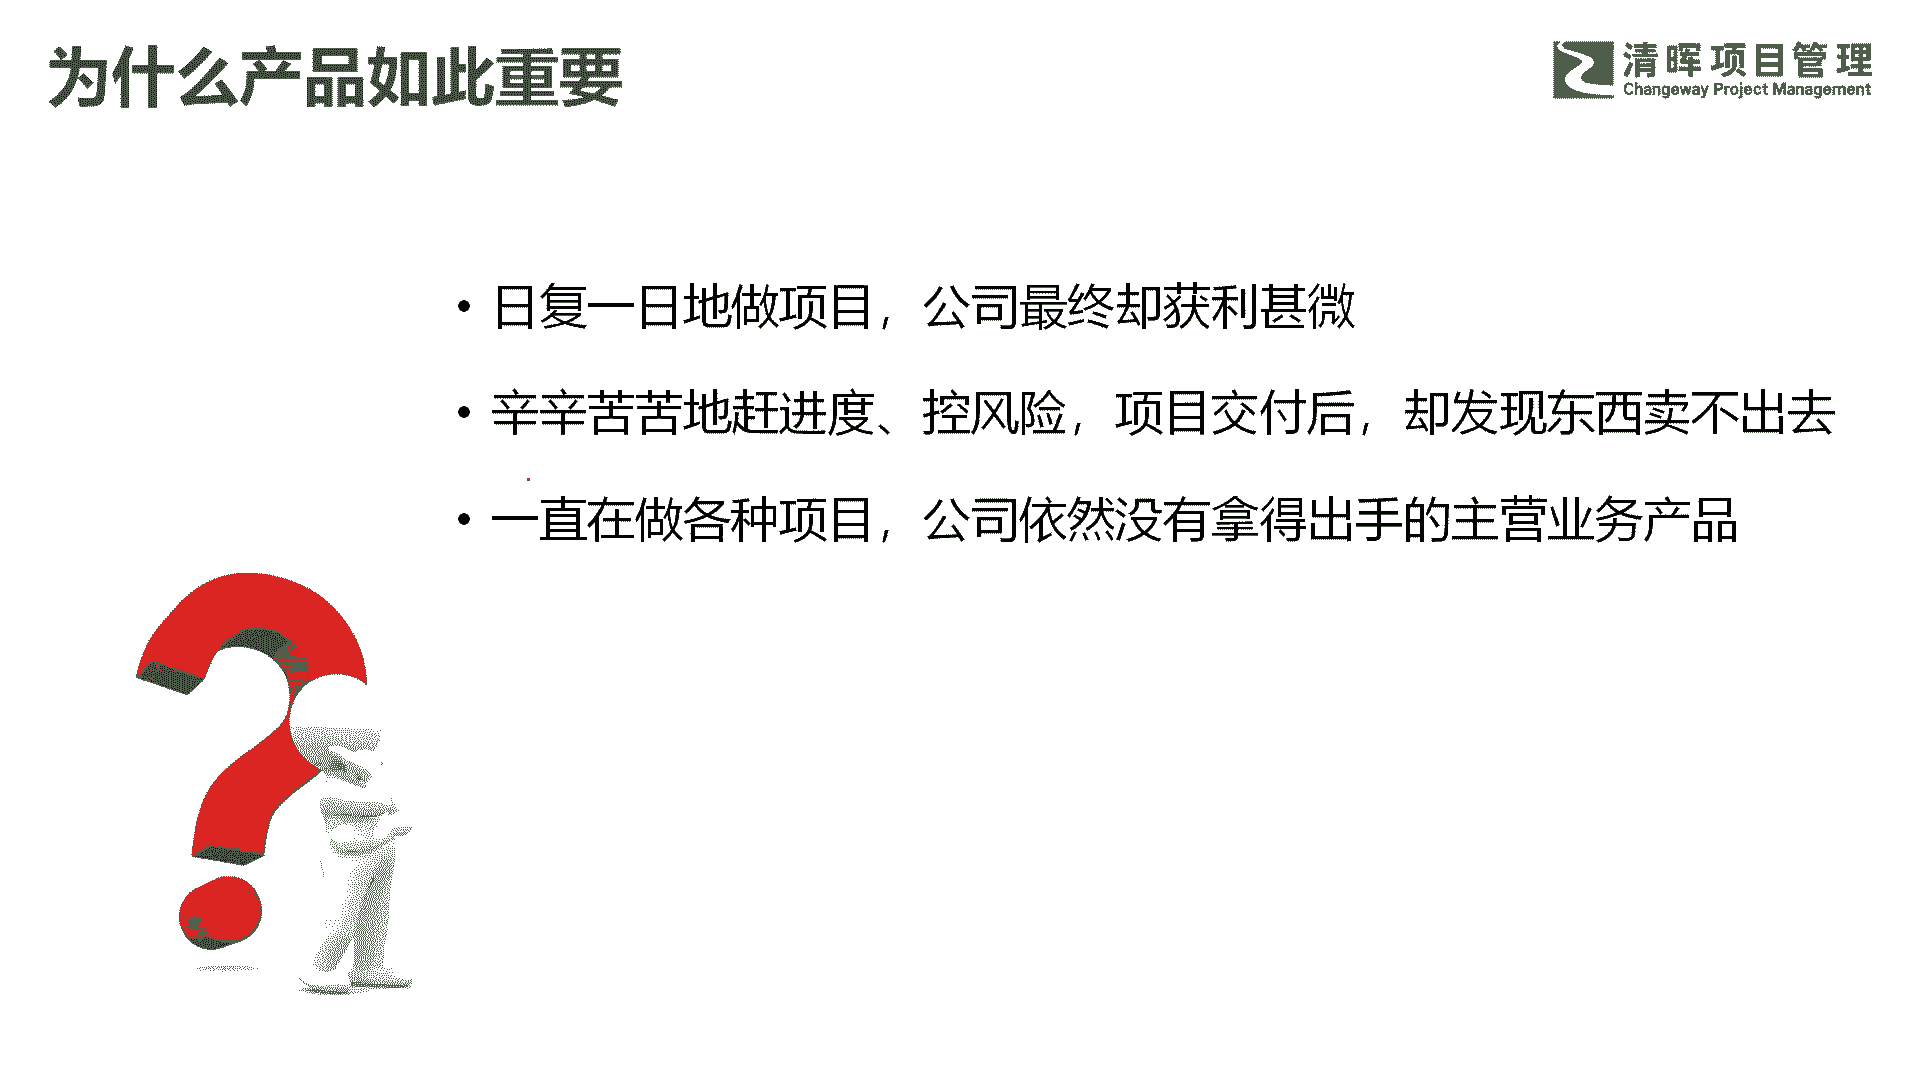 为什么产品如此重要
清晖项目管理
Changeway Project Management
• 日复一日地做项目，公司最终却获利甚微
• 辛辛苦苦地赶进度、控风险，项目交付后，却发现东西卖不出去
• 一直在做各种项目，公司依然没有拿得出手的主营业务产品